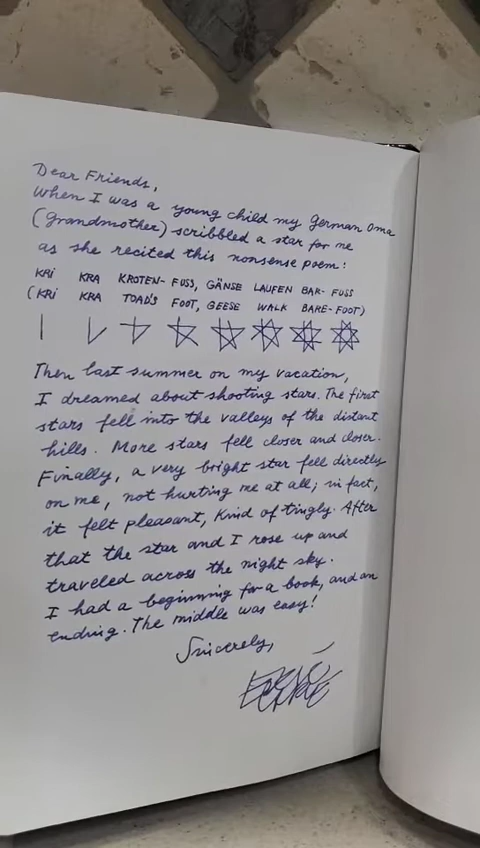 Dear Friends,
When I was a young child my German Oma
(grandmother) scribbled a star for me
as she recited this nonsense poem:
KRI KRA KROTEN-FUSS, GÄNSE LAUFEN BAR-FUSS
(KRI KRA TOAD'S FOOT, GEESE WALK BARE-FOOT)
Then last summer on my vacation,
I dreamed about shooting stars. The first
stars fell into the valleys of the distant
hills. More stars fell closer and closer.
Finally, a very bright star fell directly
on me, not hurting me at all; in fact,
it felt pleasant, kind of tingly. After
that the star and I rose up and
traveled across the night sky.
I had a beginning for a book, and an
ending. The middle was easy!
Sincerely,